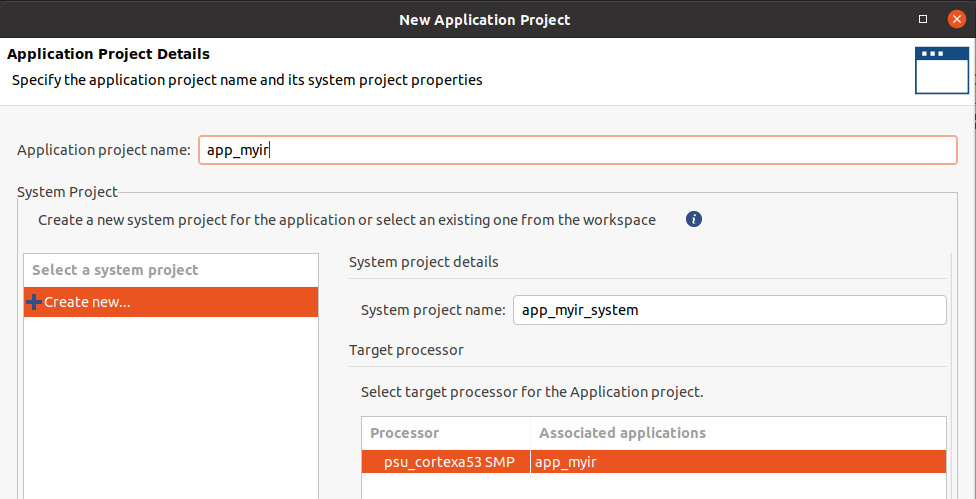 New Application Project
Application Project Details
Specify the application project name and its system project properties
Application project name: app_myir
System Project
Create a new system project for the application or select an existing one from the workspace
Select a system project
Create new...
System project details
System project name: app_myir_system
Target processor
Select target processor for the Application project.
Processor Associated applications
psu_cortexa53 SMP app_myir